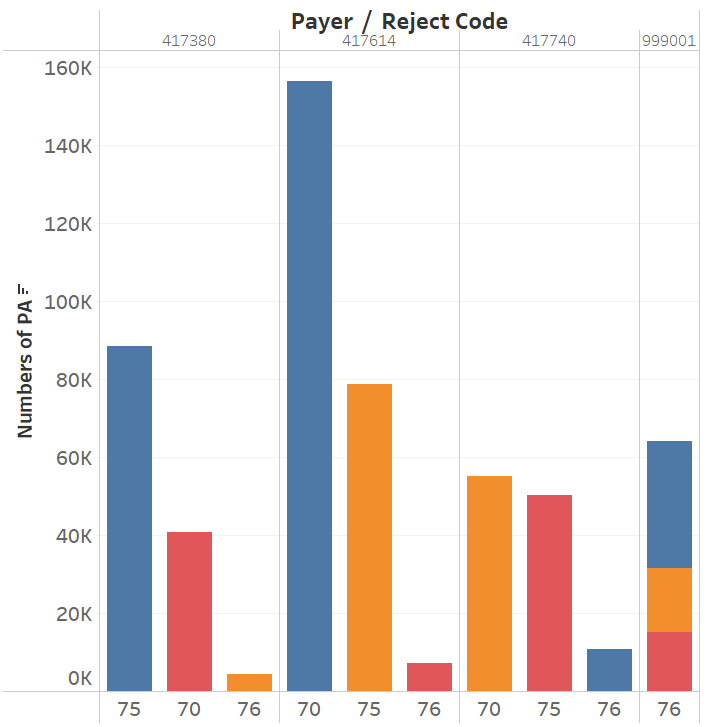 Payer / Reject Code
417380 417614 417740 999001
Numbers of PA
160K
140K
120K
100K
80K
60K
40K
20K
0K
75 70 76 70 75 76 70 75 76 76